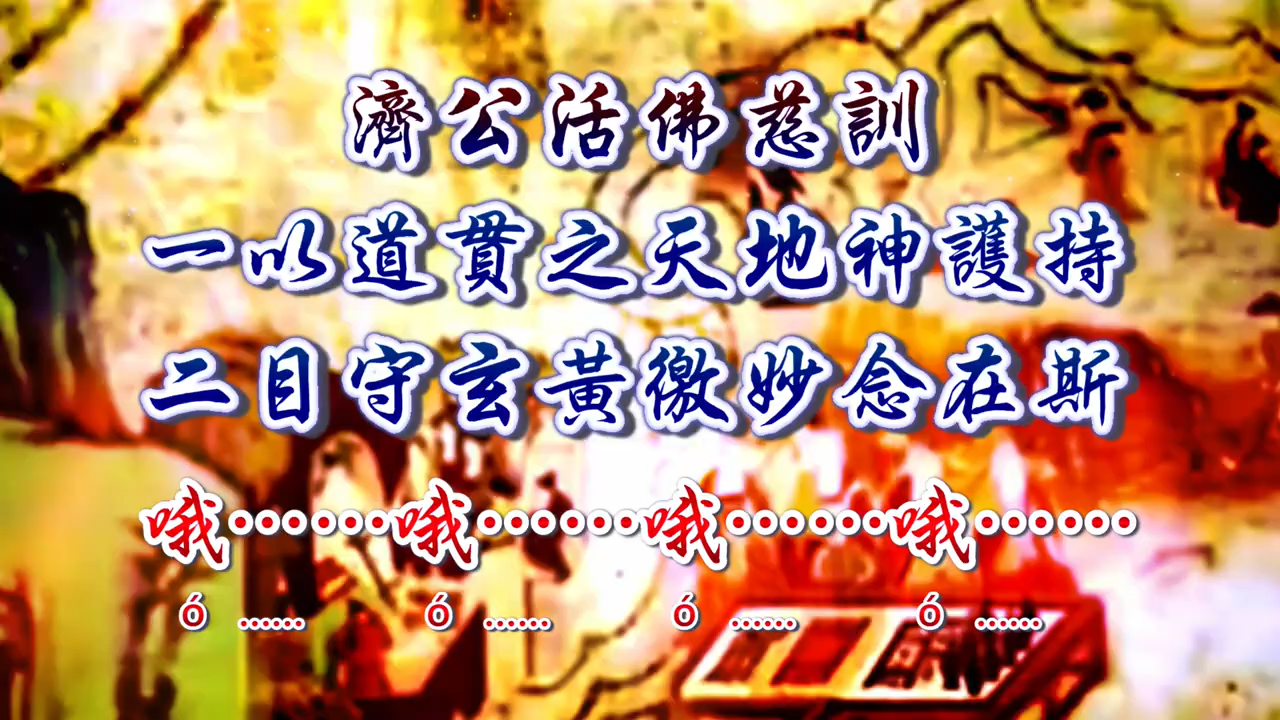 濟公活佛慈訓
一以道貫之天地神護持
二目守玄黃徼妙念在斯
哦……哦……哦……哦……
ó ...... ó ...... ó ...... ó ......